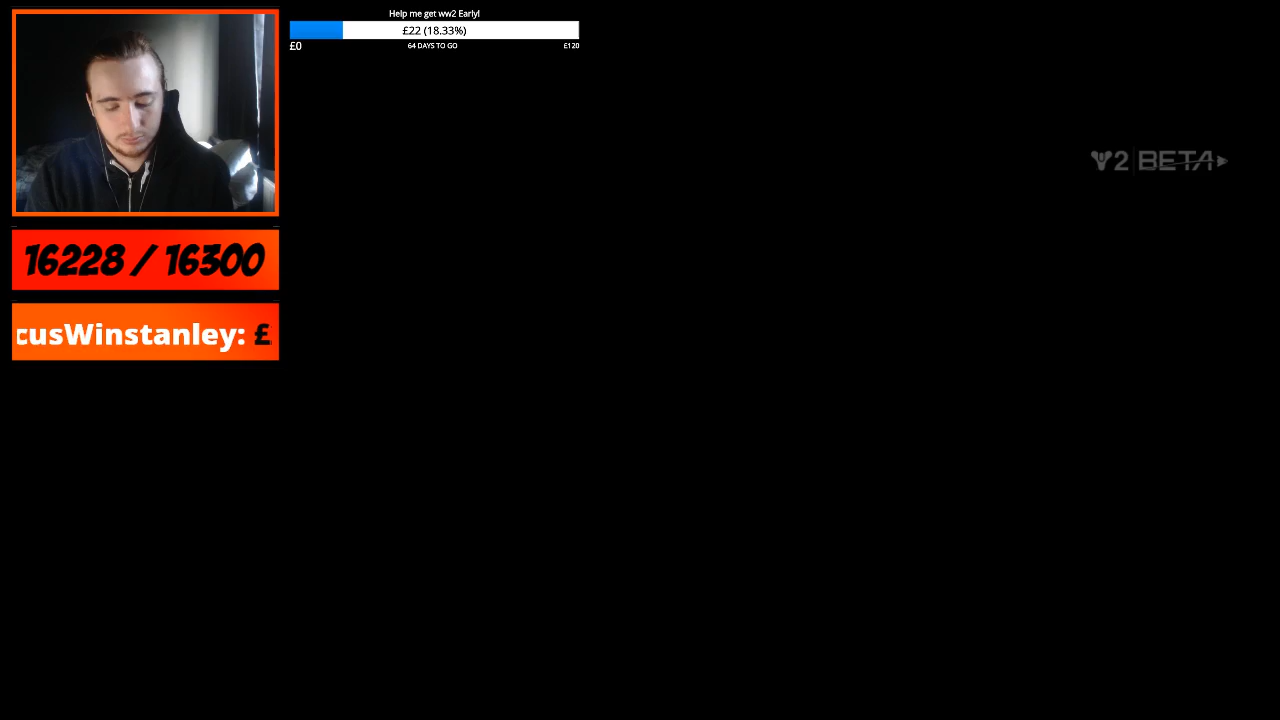 Help me get ww2 Early!
£22 (18.33%)
£0 64 DAYS TO GO £120
2 BETA
16228 / 16300
cusWinstanley: £